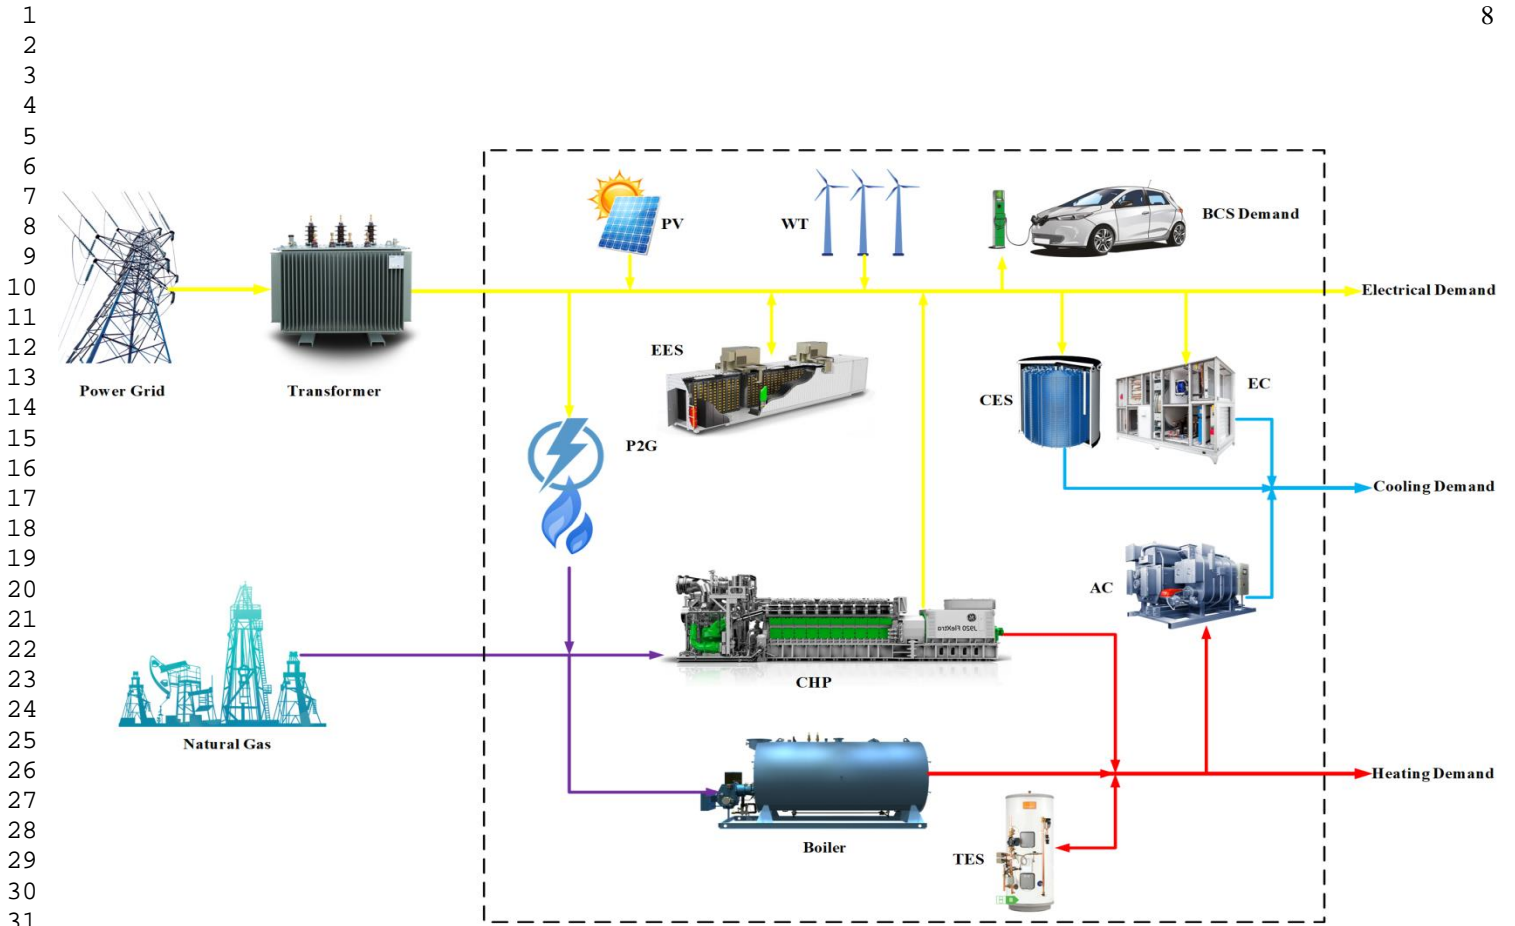 8
1
2
3
4
5
6
7
8
9
10
11
12
13
14
15
16
17
18
19
20
21
22
23
24
25
26
27
28
29
30
31
PV
WT
BCS Demand
Electrical Demand
Power Grid
Transformer
EES
CES
EC
P2G
Cooling Demand
AC
J920 FleXtra
CHP
Natural Gas
Heating Demand
Boiler
TES